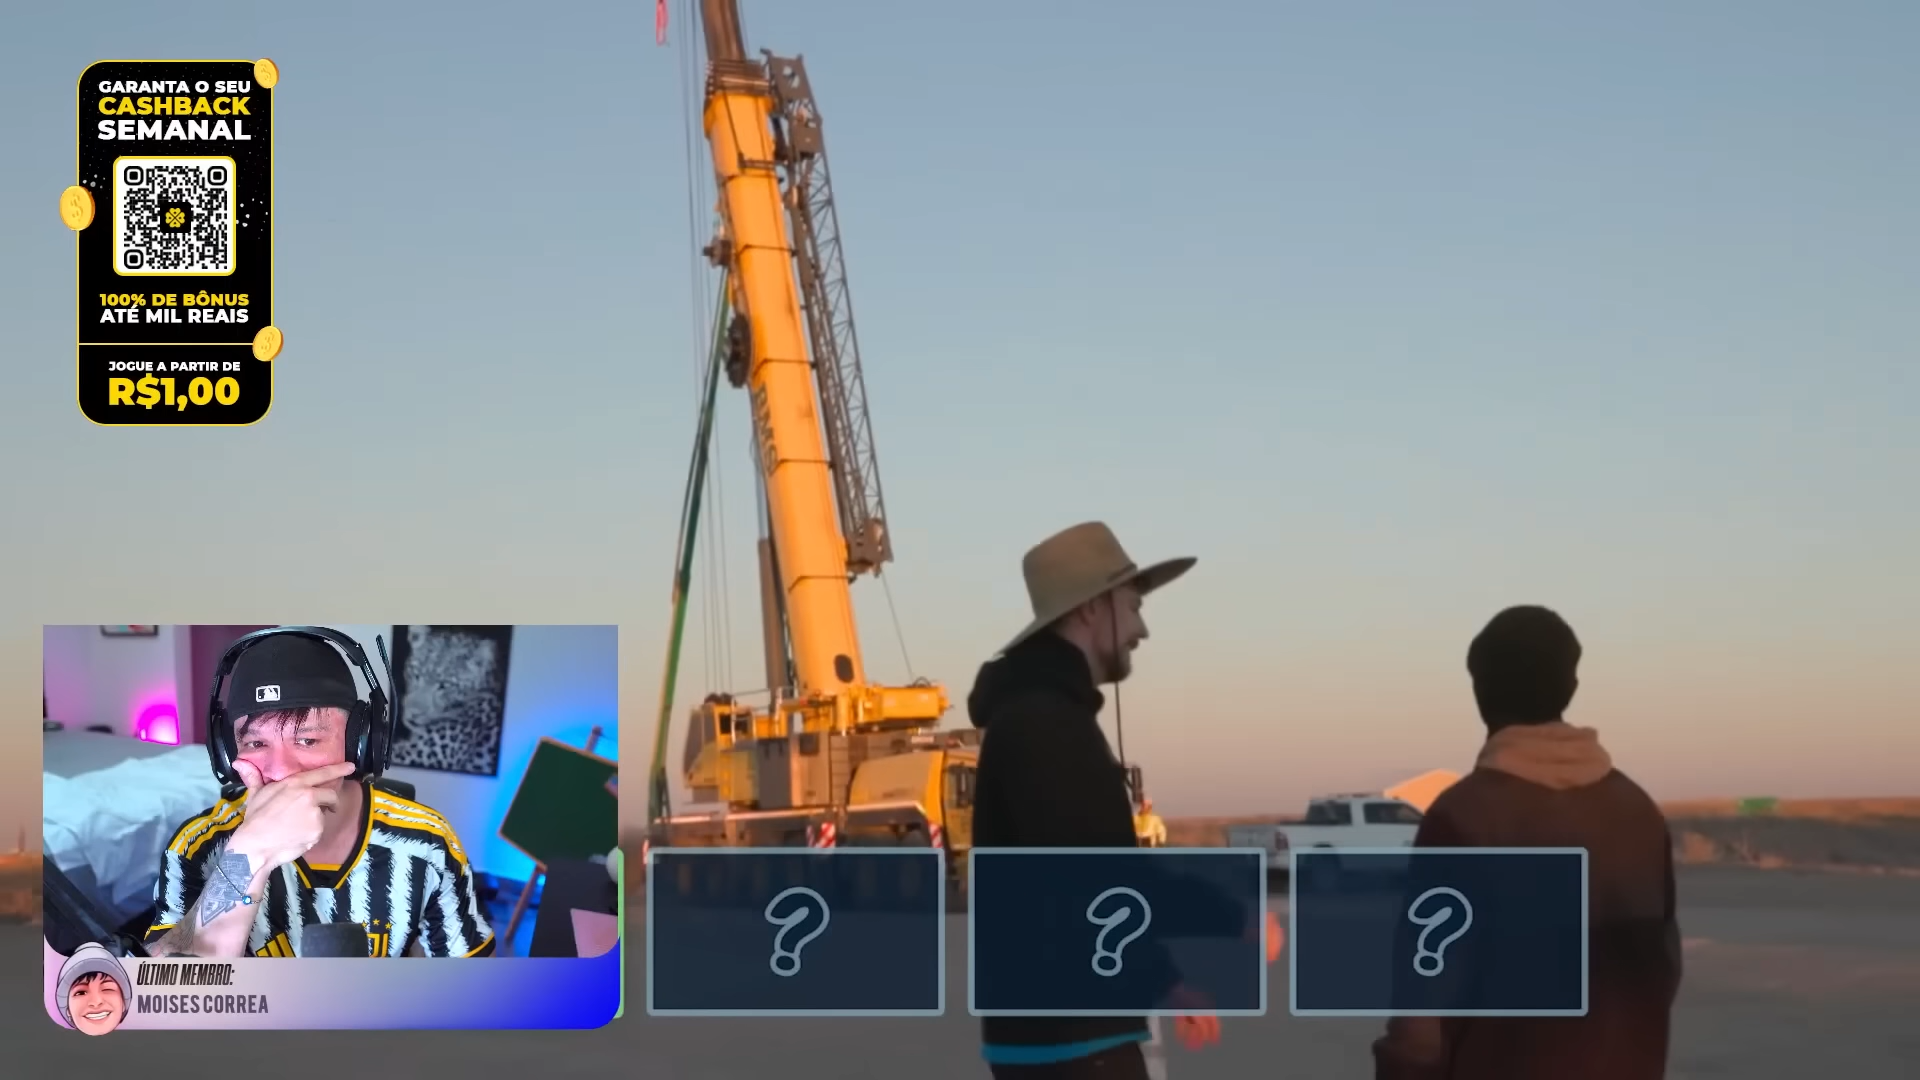 GARANTA O SEU
CASHBACK
SEMANAL
100% DE BÔNUS
ATÉ MIL REAIS
JOGUE A PARTIR DE
R$1,00
ÚLTIMO MEMBRO:
MOISES CORREA
?
?
?